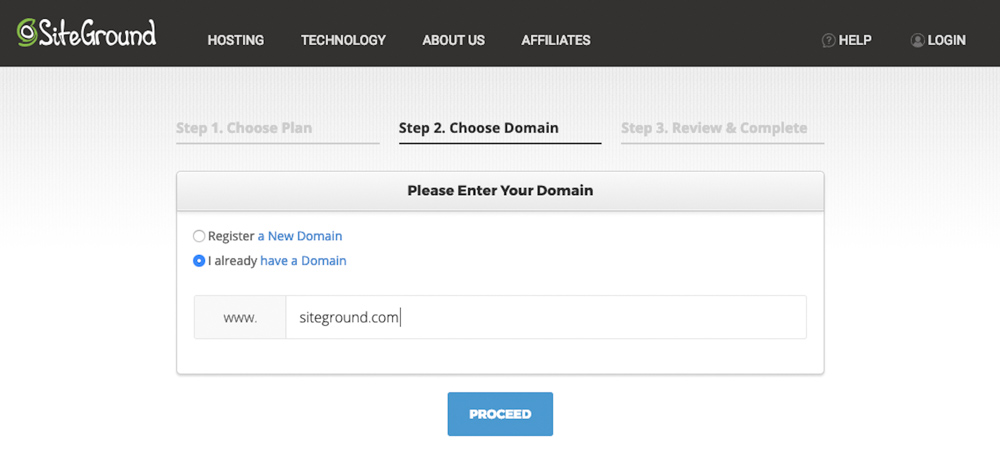 SiteGround HOSTING TECHNOLOGY ABOUT US AFFILIATES HELP LOGIN
Step 1. Choose Plan Step 2. Choose Domain Step 3. Review & Complete
Please Enter Your Domain
Register a New Domain
I already have a Domain
www. siteground.com
PROCEED